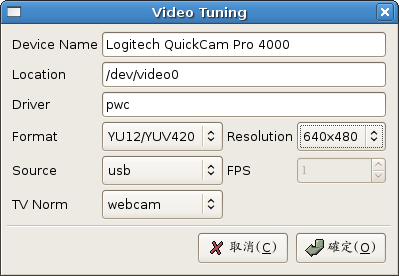 Video Tuning
Device Name Logitech QuickCam Pro 4000
Location /dev/video0
Driver pwc
Format YU12/YUV420 Resolution 640x480
Source usb FPS 1
TV Norm webcam
取消(C) 確定(O)